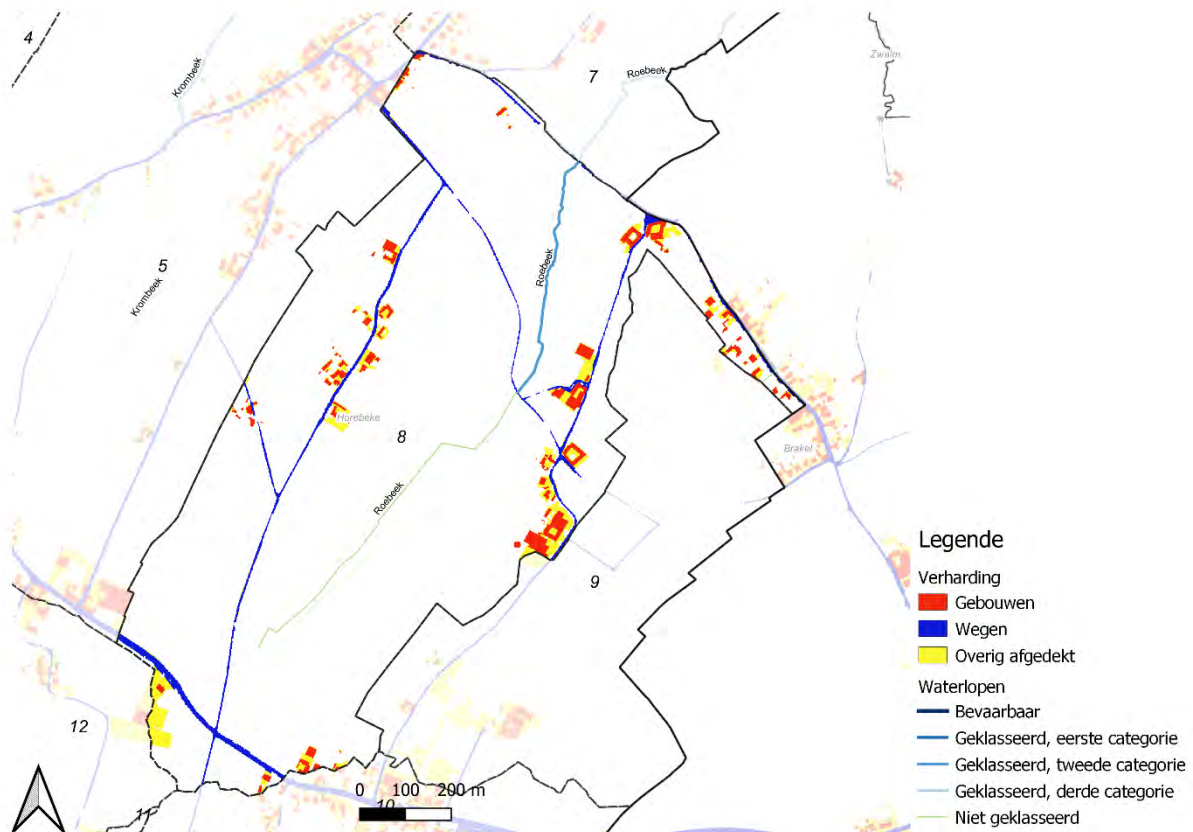 4
Krombeek
7
Roebeek
Zwalm
5
Krombeek
Roebeek
Horebeke
8
Roebeek
Brakel
9
12
11
10
0 100 200 m
Legende
Verharding
Gebouwen
Wegen
Overig afgedekt
Waterlopen
Bevaarbaar
Geklasseerd, eerste categorie
Geklasseerd, tweede categorie
Geklasseerd, derde categorie
Niet geklasseerd